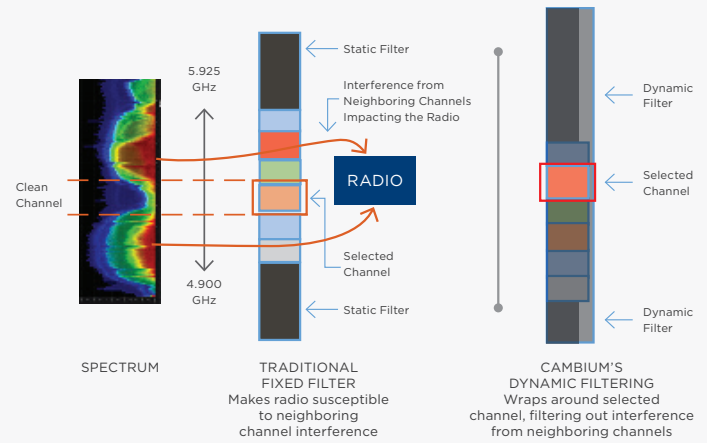 5.925
GHz
Clean
Channel
4.900
GHz
SPECTRUM
Static Filter
Interference from
Neighboring Channels
Impacting the Radio
RADIO
Selected
Channel
Static Filter
TRADITIONAL
FIXED FILTER
Makes radio susceptible
to neighboring
channel interference
Dynamic
Filter
Selected
Channel
Dynamic
Filter
CAMBIUM'S
DYNAMIC FILTERING
Wraps around selected
channel, filtering out interference
from neighboring channels